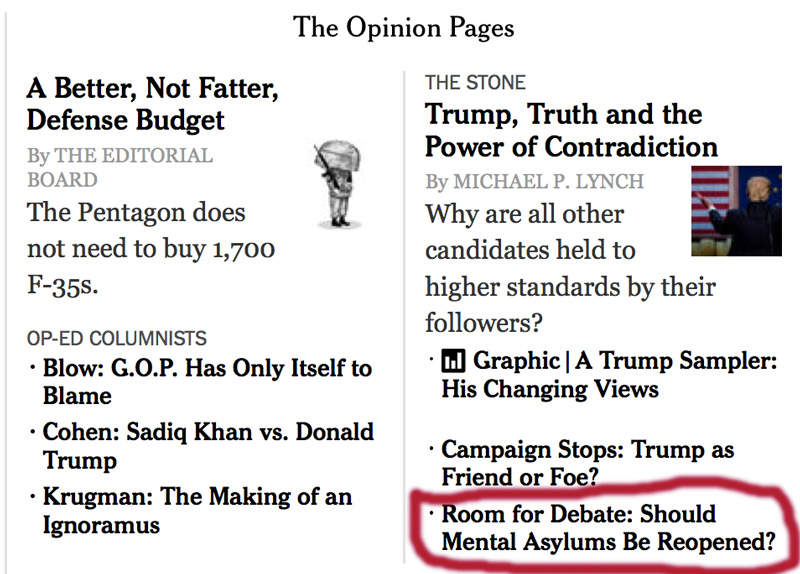 The Opinion Pages
A Better, Not Fatter,
Defense Budget
By THE EDITORIAL
BOARD
The Pentagon does
not need to buy 1,700
F-35s.
OP-ED COLUMNISTS
· Blow: G.O.P. Has Only Itself to
Blame
· Cohen: Sadiq Khan vs. Donald
Trump
· Krugman: The Making of an
Ignoramus
THE STONE
Trump, Truth and the
Power of Contradiction
By MICHAEL P. LYNCH
Why are all other
candidates held to
higher standards by their
followers?
· Graphic | A Trump Sampler:
His Changing Views
· Campaign Stops: Trump as
Friend or Foe?
· Room for Debate: Should
Mental Asylums Be Reopened?